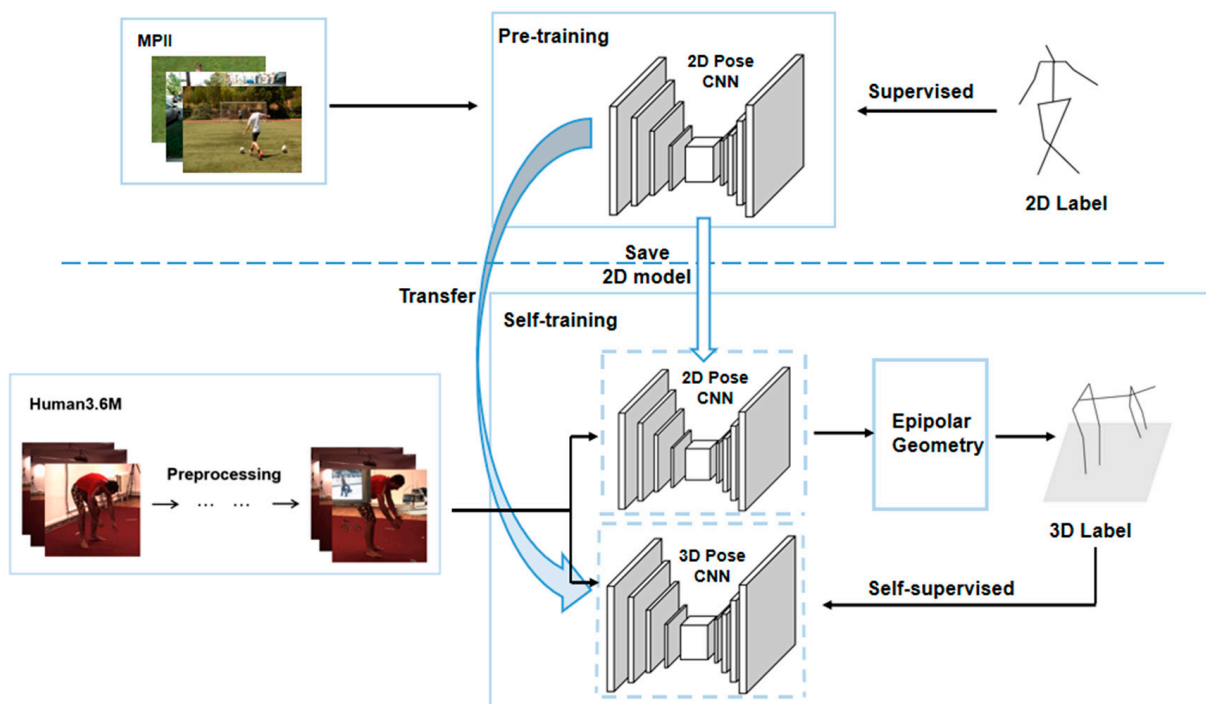 MPII
Pre-training
2D Pose
CNN
Supervised
2D Label
Save
2D model
Transfer
Self-training
Human3.6M
Preprocessing
... ...
2D Pose
CNN
Epipolar
Geometry
3D Label
3D Pose
CNN
Self-supervised